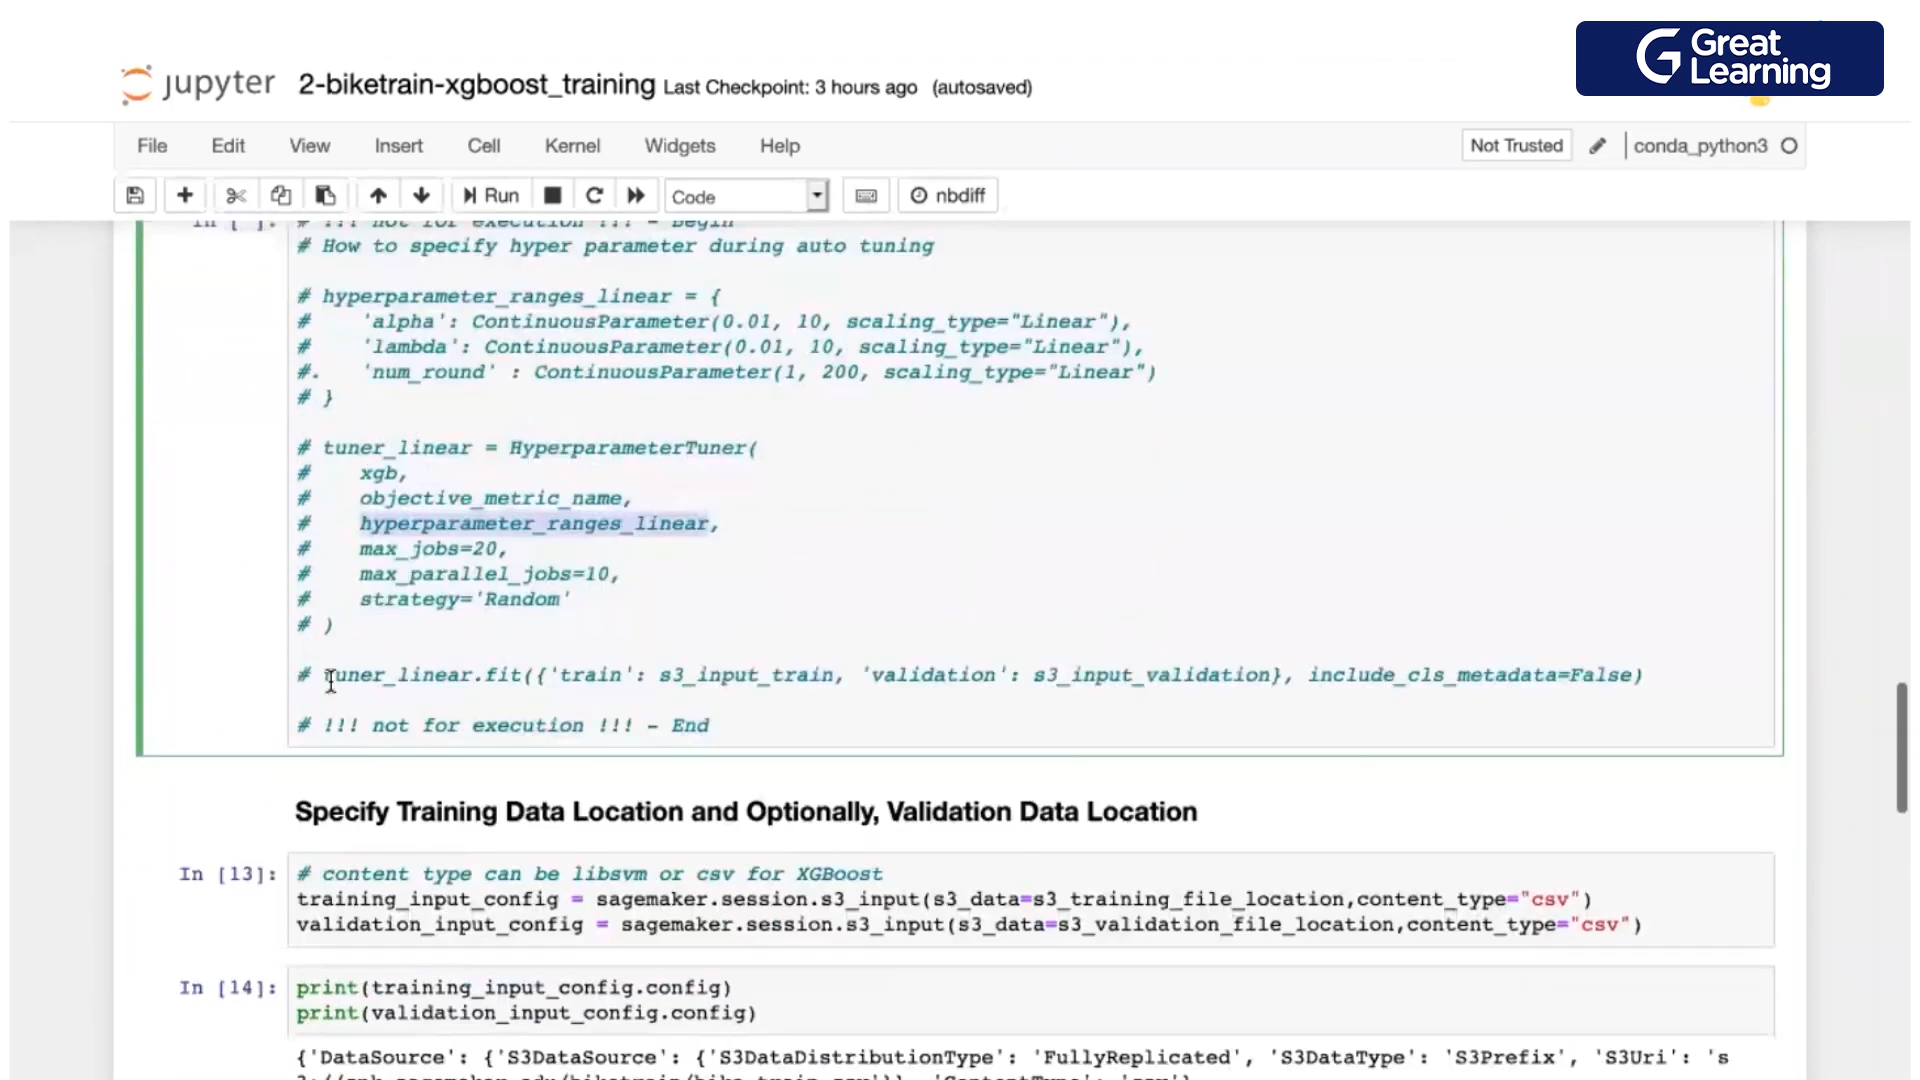 Great
Learning
jupyter 2-biketrain-xgboost_training Last Checkpoint: 3 hours ago (autosaved)
File Edit View Insert Cell Kernel Widgets Help Not Trusted conda_python3
Run Code nbdiff
In [ ]: # !!! not for execution !!! - Begin
# How to specify hyper parameter during auto tuning
# hyperparameter_ranges_linear = {
#    'alpha': ContinuousParameter(0.01, 10, scaling_type="Linear"),
#    'lambda': ContinuousParameter(0.01, 10, scaling_type="Linear"),
#.   'num_round' : ContinuousParameter(1, 200, scaling_type="Linear")
# }
# tuner_linear = HyperparameterTuner(
#    xgb,
#    objective_metric_name,
#    hyperparameter_ranges_linear,
#    max_jobs=20,
#    max_parallel_jobs=10,
#    strategy='Random'
# )
# tuner_linear.fit({'train': s3_input_train, 'validation': s3_input_validation}, include_cls_metadata=False)
# !!! not for execution !!! - End
Specify Training Data Location and Optionally, Validation Data Location
In [13]: # content type can be libsvm or csv for XGBoost
training_input_config = sagemaker.session.s3_input(s3_data=s3_training_file_location,content_type="csv")
validation_input_config = sagemaker.session.s3_input(s3_data=s3_validation_file_location,content_type="csv")
In [14]: print(training_input_config.config)
print(validation_input_config.config)
{'DataSource': {'S3DataSource': {'S3DataDistributionType': 'FullyReplicated', 'S3DataType': 'S3Prefix', 'S3Uri': 's